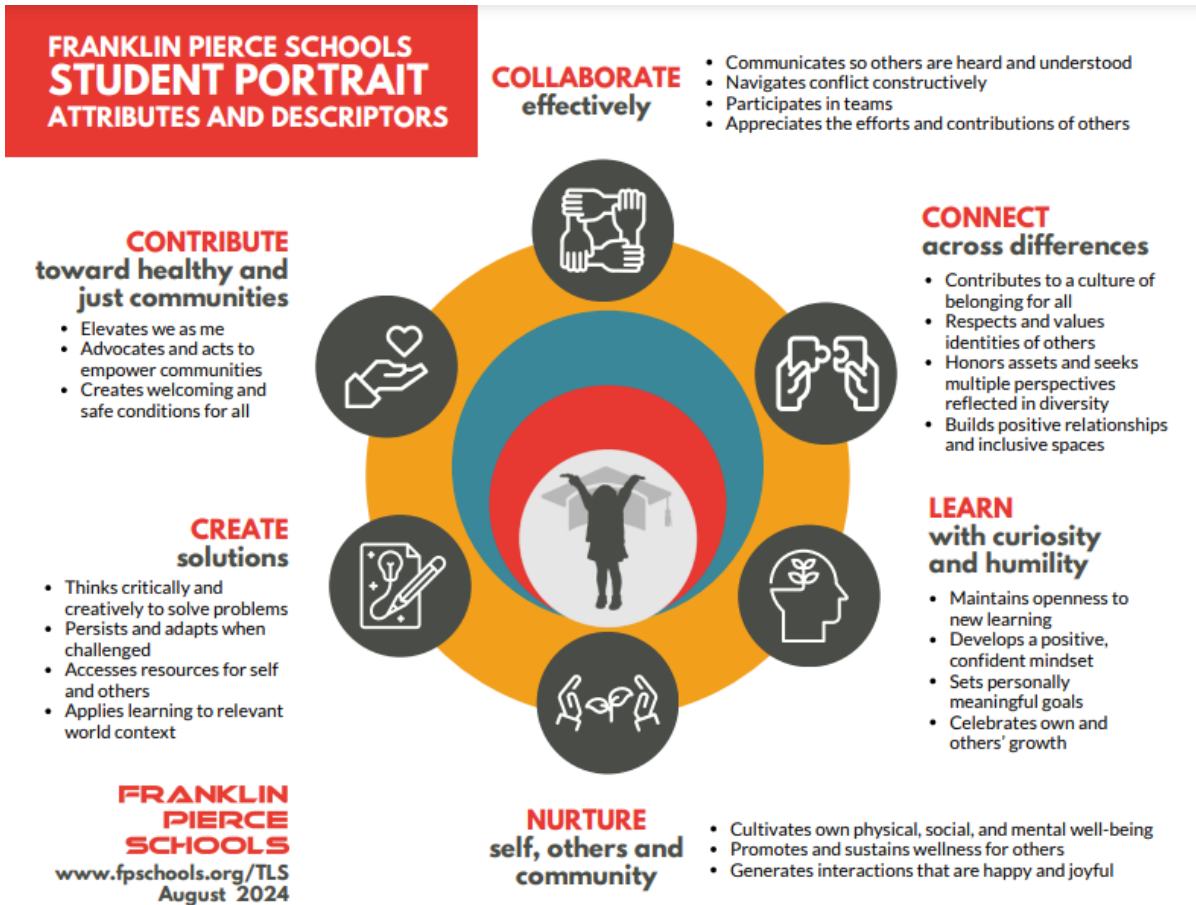 FRANKLIN PIERCE SCHOOLS
STUDENT PORTRAIT
ATTRIBUTES AND DESCRIPTORS
COLLABORATE
effectively
• Communicates so others are heard and understood
• Navigates conflict constructively
• Participates in teams
• Appreciates the efforts and contributions of others
CONNECT
across differences
• Contributes to a culture of
belonging for all
• Respects and values
identities of others
• Honors assets and seeks
multiple perspectives
reflected in diversity
• Builds positive relationships
and inclusive spaces
LEARN
with curiosity
and humility
• Maintains openness to
new learning
• Develops a positive,
confident mindset
• Sets personally
meaningful goals
• Celebrates own and
others' growth
NURTURE
self, others and
community
• Cultivates own physical, social, and mental well-being
• Promotes and sustains wellness for others
• Generates interactions that are happy and joyful
CREATE
solutions
• Thinks critically and
creatively to solve problems
• Persists and adapts when
challenged
• Accesses resources for self
and others
• Applies learning to relevant
world context
CONTRIBUTE
toward healthy and
just communities
• Elevates we as me
• Advocates and acts to
empower communities
• Creates welcoming and
safe conditions for all
FRANKLIN
PIERCE
SCHOOLS
www.fpschools.org/TLS
August 2024